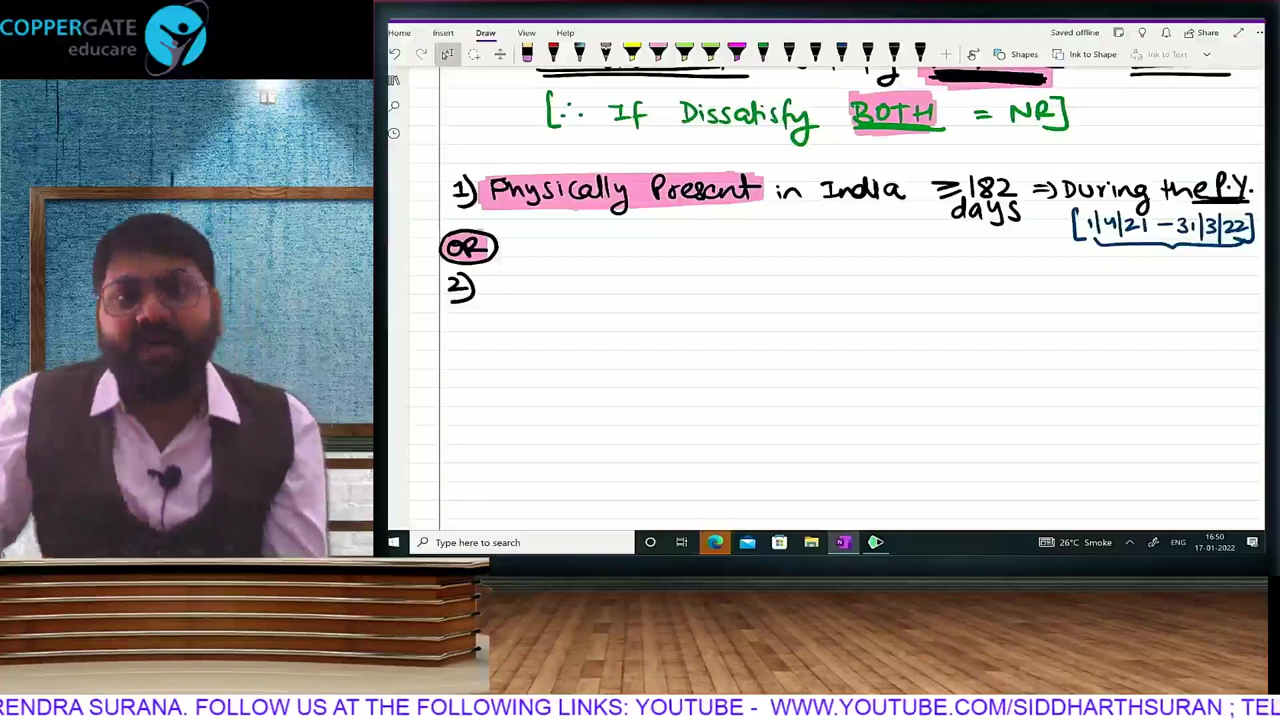 COPPERGATE
educare
Home Insert Draw View Help
Saved offline
Share
Shapes
Ink to Shape
Ink to Text
[∴ If Dissatisfy BOTH = NR]
1) Physically Present in India ≥182 days ⇒ During the P.Y.
[1/4/21 – 31/3/22]
OR
2)
Type here to search
26°C Smoke
ENG
16:50
17-01-2022
RENDRA SURANA. FOLLOW US AT THE FOLLOWING LINKS: YOUTUBE - WWW.YOUTUBE.COM/SIDDHARTHSURAN ; TEL